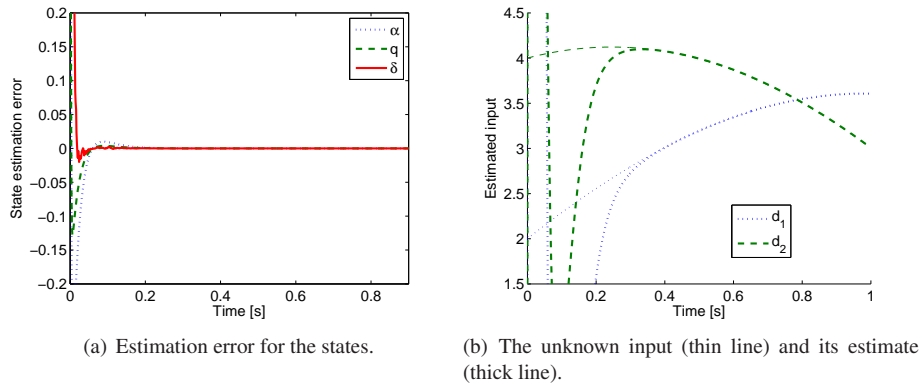 0.2
0.15
0.1
0.05
0
−0.05
−0.1
−0.15
−0.2
0 0.2 0.4 0.6 0.8
State estimation error
Time [s]
α
q
δ
(a) Estimation error for the states.
4.5
4
3.5
3
2.5
2
1.5
0 0.2 0.4 0.6 0.8 1
Estimated input
Time [s]
d1
d2
(b) The unknown input (thin line) and its estimate
(thick line).